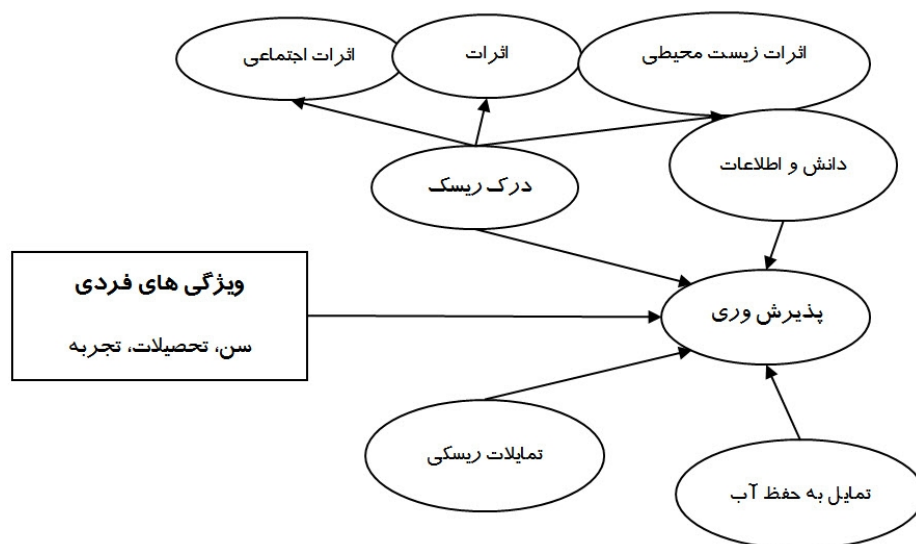 اثرات زیست محیطی
اثرات
اثرات اجتماعی
دانش و اطلاعات
درک ریسک
ویژگی های فردی
سن، تحصیلات، تجربه
پذیرش وری
تمایلات ریسکی
تمایل به حفظ آب